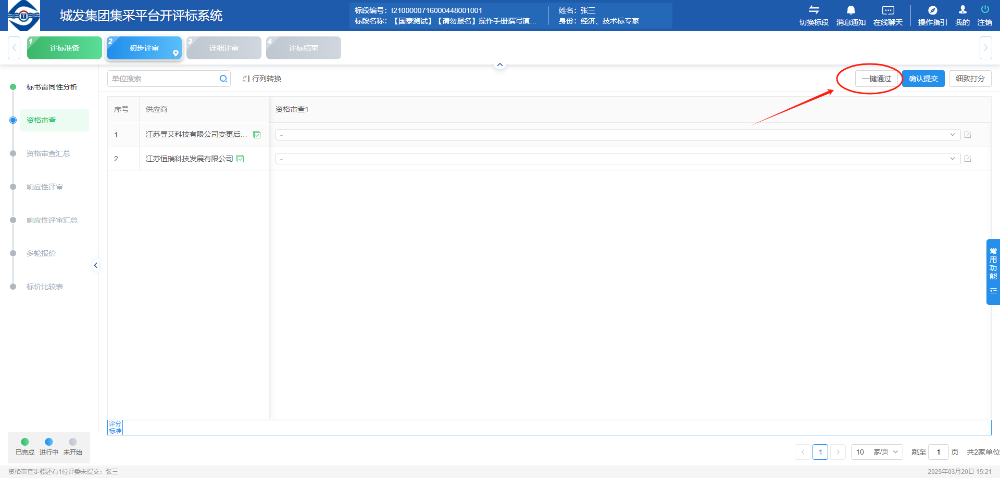 城发集团集采平台开评标系统
标段编号：I2100000716000448001001
标段名称：【国泰测试】【请勿报名】操作手册撰写演...
姓名：张三
身份：经济、技术标专家
切换标段
消息通知
在线聊天
操作指引
我的
注销
1 评标准备
2 初步评审
3 详细评审
4 评标结束
标书雷同性分析
资格审查
资格审查汇总
响应性评审
响应性评审汇总
多轮报价
标价比较表
单位搜索
行列转换
一键通过
确认提交
细致打分
序号 供应商 资格审查1
1 江苏寻艾科技有限公司变更后... -
2 江苏恒瑞科技发展有限公司 -
常用功能
评分
标准
已完成 进行中 未开始
1 10 家/页 跳至 1 页 共2家单位
资格审查步骤还有1位评委未提交：张三
2025年03月20日 15:21